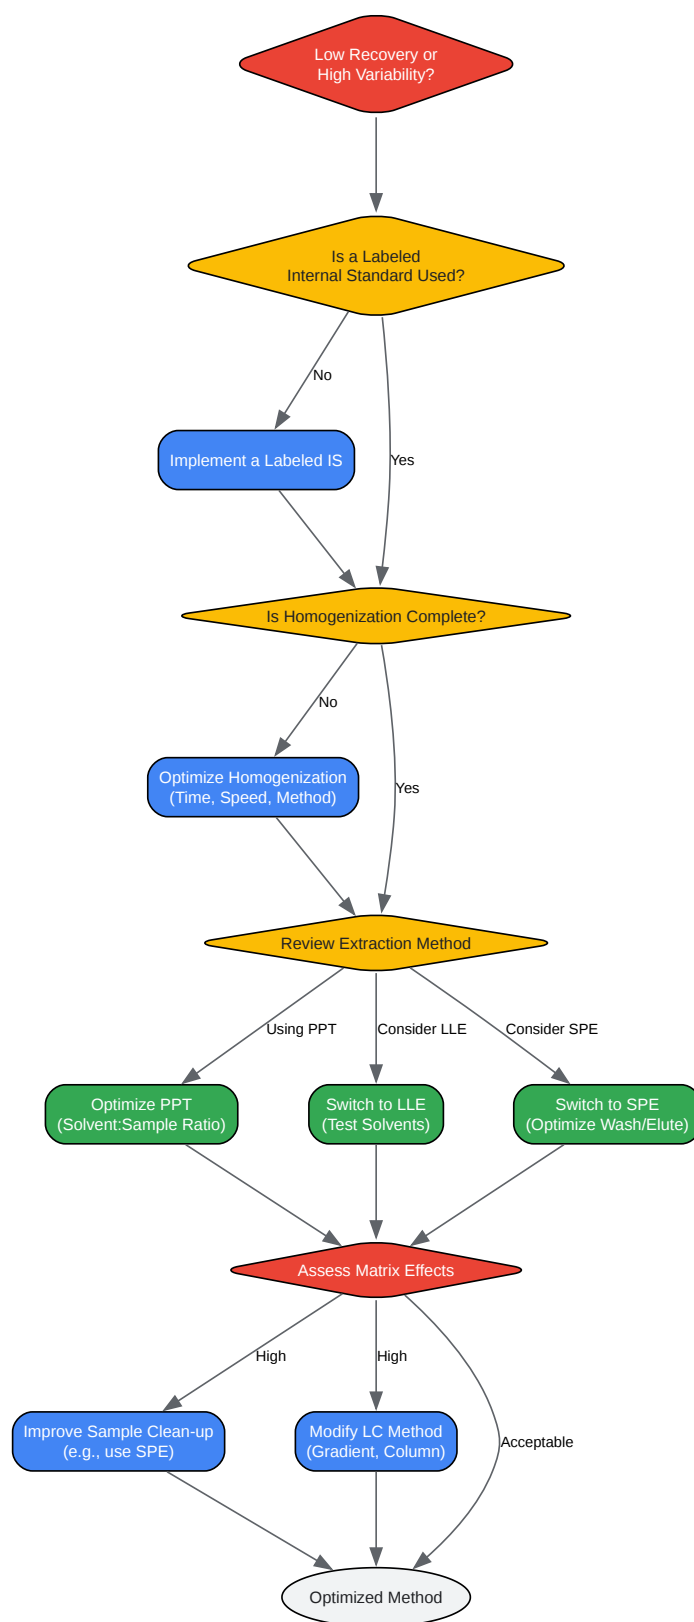 Low Recovery or
High Variability?
Is a Labeled
Internal Standard Used?
No
Implement a Labeled IS
Yes
Is Homogenization Complete?
No
Optimize Homogenization
(Time, Speed, Method)
Yes
Review Extraction Method
Using PPT
Consider LLE
Consider SPE
Optimize PPT
(Solvent:Sample Ratio)
Switch to LLE
(Test Solvents)
Switch to SPE
(Optimize Wash/Elute)
Assess Matrix Effects
High
High
Acceptable
Improve Sample Clean-up
(e.g., use SPE)
Modify LC Method
(Gradient, Column)
Optimized Method